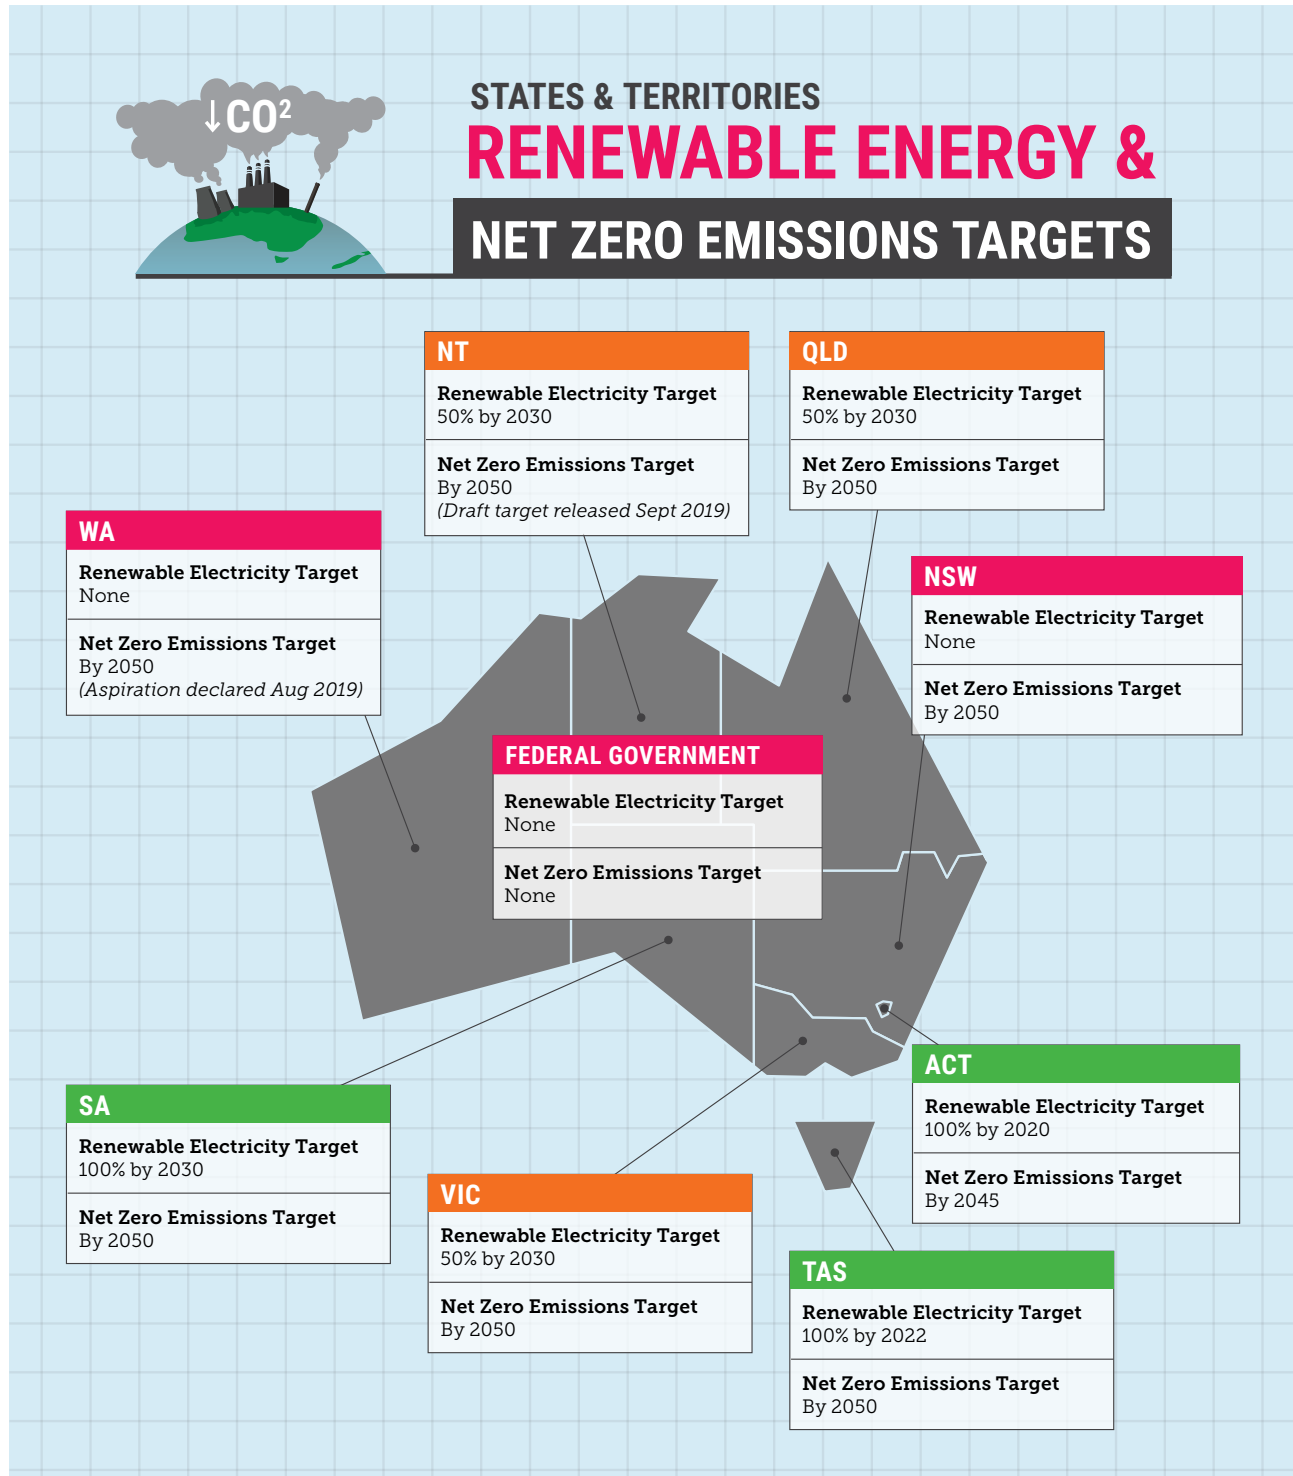 ↓CO²
STATES & TERRITORIES
RENEWABLE ENERGY &
NET ZERO EMISSIONS TARGETS
NT
Renewable Electricity Target
50% by 2030
Net Zero Emissions Target
By 2050
(Draft target released Sept 2019)
QLD
Renewable Electricity Target
50% by 2030
Net Zero Emissions Target
By 2050
WA
Renewable Electricity Target
None
Net Zero Emissions Target
By 2050
(Aspiration declared Aug 2019)
NSW
Renewable Electricity Target
None
Net Zero Emissions Target
By 2050
FEDERAL GOVERNMENT
Renewable Electricity Target
None
Net Zero Emissions Target
None
SA
Renewable Electricity Target
100% by 2030
Net Zero Emissions Target
By 2050
VIC
Renewable Electricity Target
50% by 2030
Net Zero Emissions Target
By 2050
ACT
Renewable Electricity Target
100% by 2020
Net Zero Emissions Target
By 2045
TAS
Renewable Electricity Target
100% by 2022
Net Zero Emissions Target
By 2050